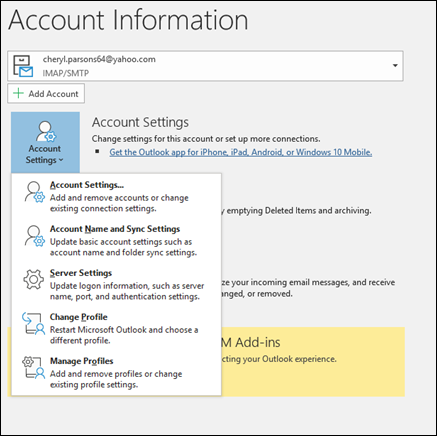 Account Information
cheryl.parsons64@yahoo.com
IMAP/SMTP
Add Account
Account
Settings
Account Settings
Change settings for this account or set up more connections.
Get the Outlook app for iPhone, iPad, Android, or Windows 10 Mobile.
Account Settings...
Add and remove accounts or change
existing connection settings.
y emptying Deleted Items and archiving.
Account Name and Sync Settings
Update basic account settings such as
account name and folder sync settings.
Server Settings
Update logon information, such as server
name, port, and authentication settings.
ze your incoming email messages, and receive
anged, or removed.
Change Profile
Restart Microsoft Outlook and choose a
different profile.
M Add-ins
cting your Outlook experience.
Manage Profiles
Add and remove profiles or change
existing profile settings.